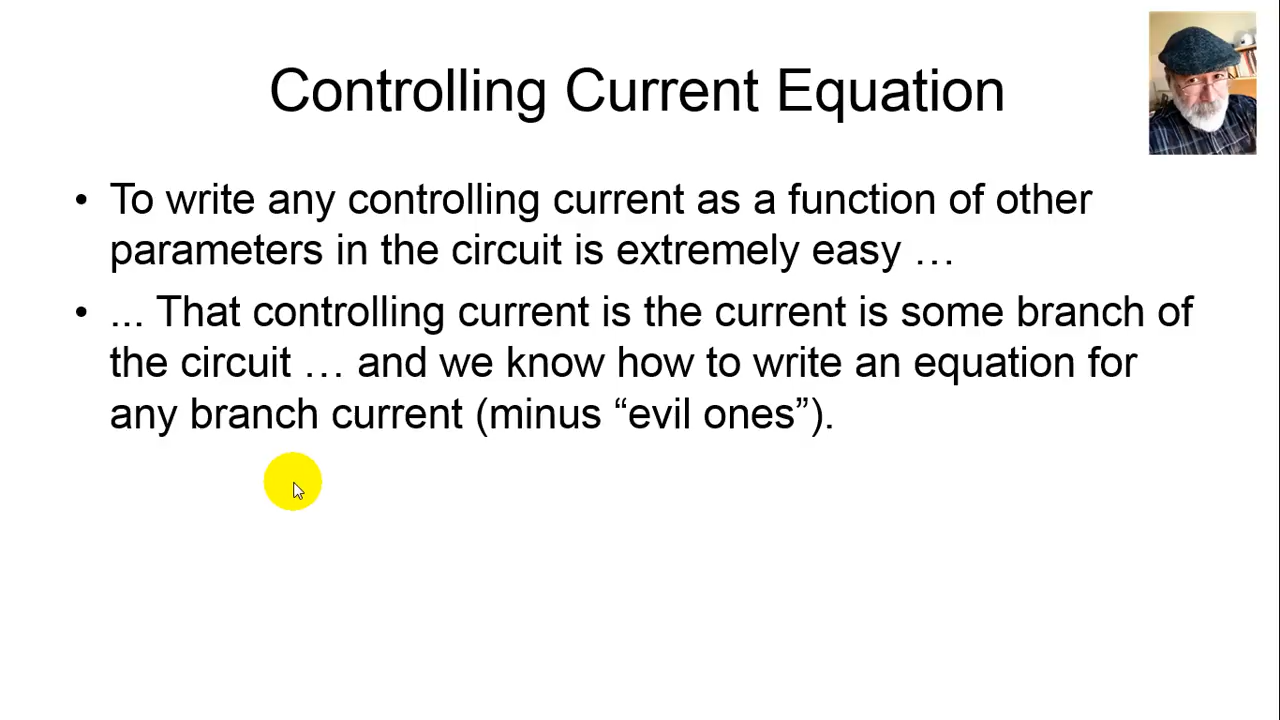 Controlling Current Equation
• To write any controlling current as a function of other
parameters in the circuit is extremely easy …
• ... That controlling current is the current is some branch of
the circuit … and we know how to write an equation for
any branch current (minus “evil ones”).